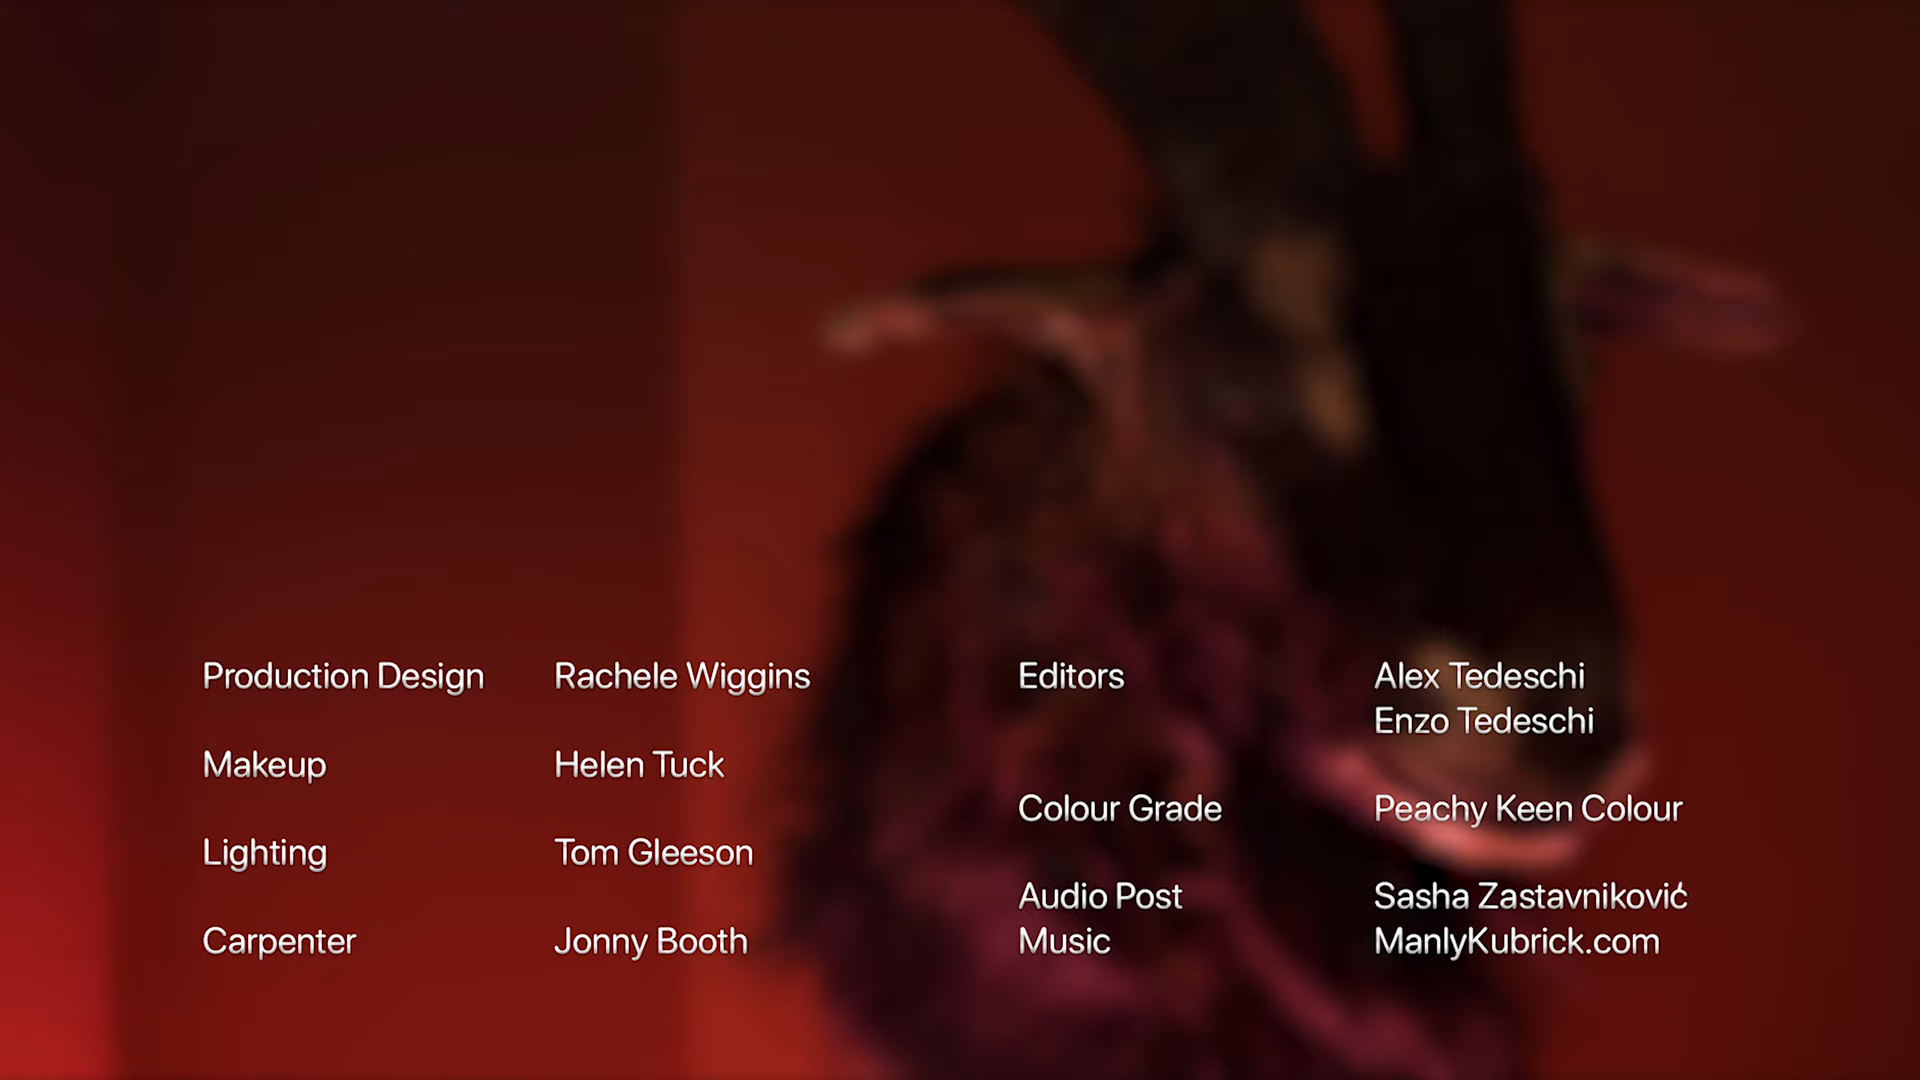 Production Design Rachele Wiggins
Makeup Helen Tuck
Lighting Tom Gleeson
Carpenter Jonny Booth
Editors Alex Tedeschi
Enzo Tedeschi
Colour Grade Peachy Keen Colour
Audio Post Sasha Zastavniković
Music ManlyKubrick.com